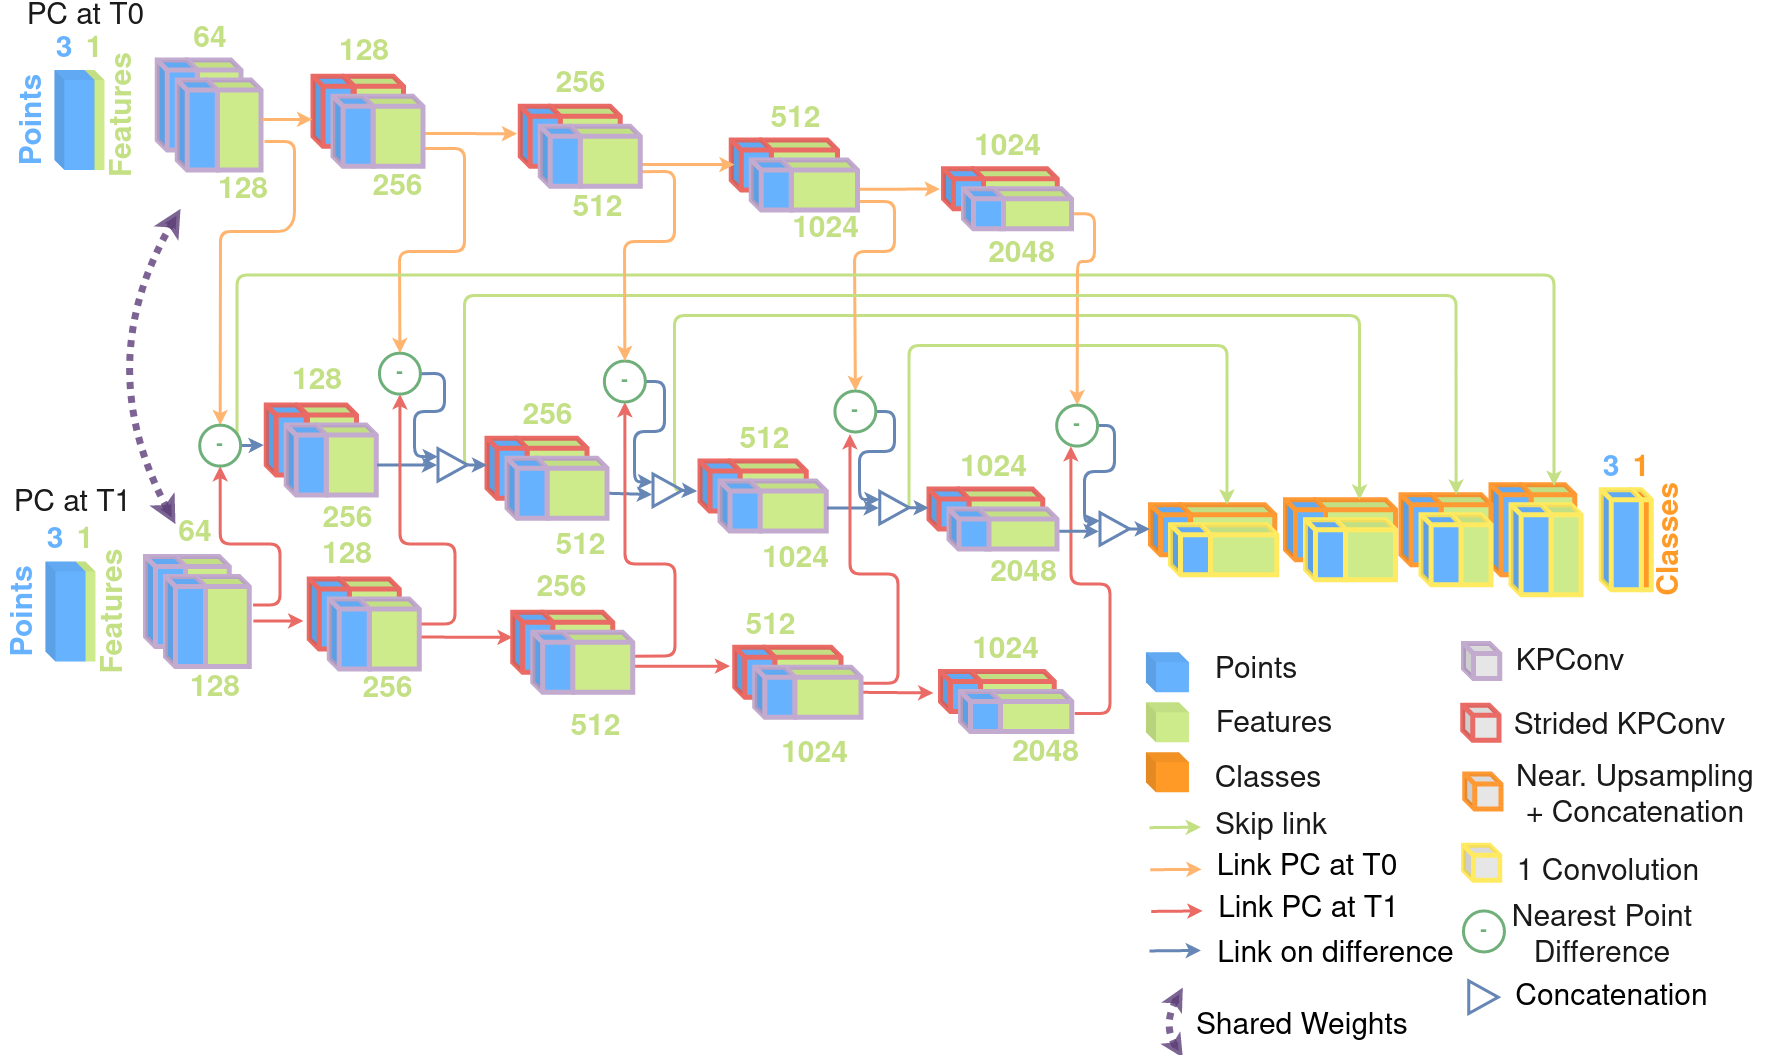 PC at T0
3 1
Points
Features
64
128
128
256
256
512
512
1024
1024
2048
128
256
256
512
512
1024
1024
2048
-
-
-
-
-
PC at T1
3 1
Points
Features
64
128
128
256
256
512
512
1024
1024
2048
3 1
Classes
Points
Features
Classes
Skip link
Link PC at T0
Link PC at T1
Link on difference
Shared Weights
KPConv
Strided KPConv
Near. Upsampling
+ Concatenation
1 Convolution
-
Nearest Point
Difference
Concatenation